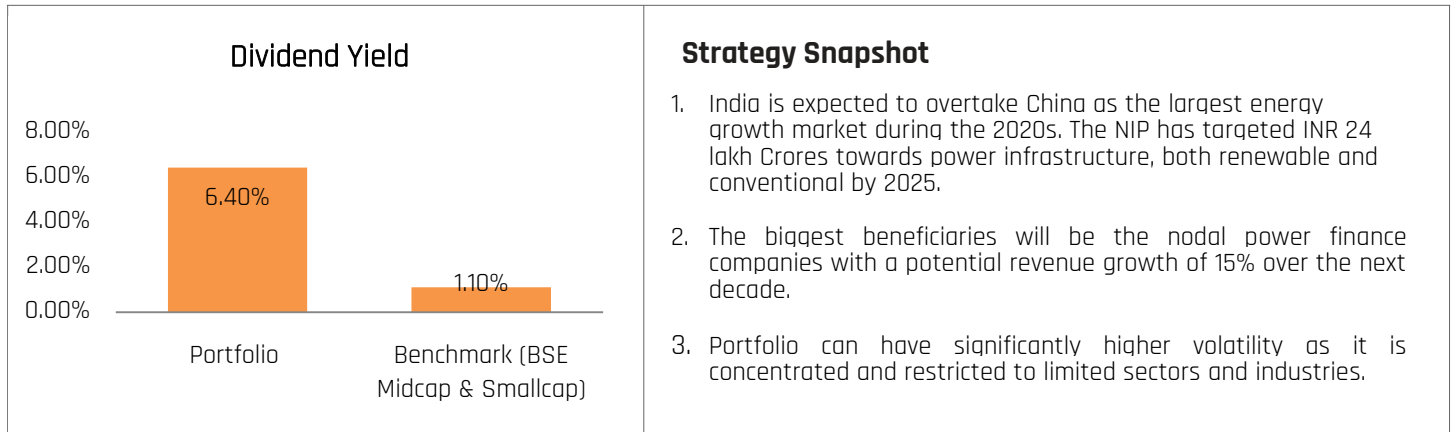 Dividend Yield
8.00%
6.00%
4.00%
2.00%
0.00%
6.40%
1.10%
Portfolio
Benchmark (BSE
Midcap & Smallcap)
Strategy Snapshot
1. India is expected to overtake China as the largest energy
growth market during the 2020s. The NIP has targeted INR 24
lakh Crores towards power infrastructure, both renewable and
conventional by 2025.
2. The biggest beneficiaries will be the nodal power finance
companies with a potential revenue growth of 15% over the next
decade.
3. Portfolio can have significantly higher volatility as it is
concentrated and restricted to limited sectors and industries.